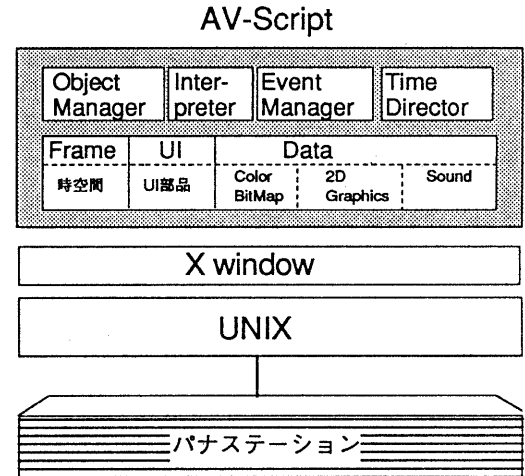 AV-Script
Object Manager
Inter-preter
Event Manager
Time Director
Frame
UI
Data
時空間
UI部品
Color BitMap
2D Graphics
Sound
X window
UNIX
パナステーション